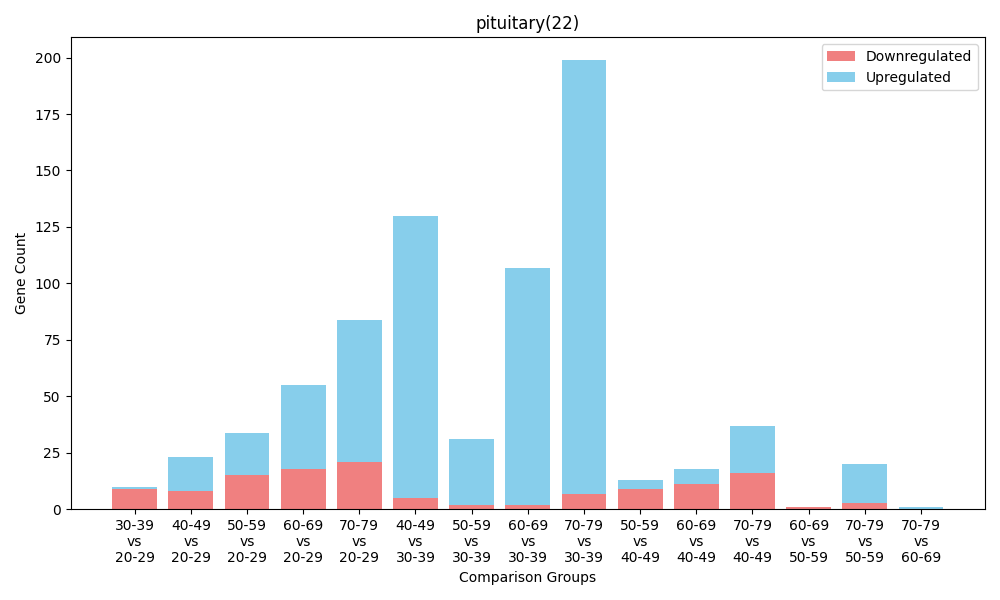 pituitary(22)
Downregulated
Upregulated
Gene Count
200
175
150
125
100
75
50
25
0
30-39 40-49 50-59 60-69 70-79 40-49 50-59 60-69 70-79 50-59 60-69 70-79 60-69 70-79 70-79
vs vs vs vs vs vs vs vs vs vs vs vs vs vs vs
20-29 20-29 20-29 20-29 20-29 30-39 30-39 30-39 30-39 40-49 40-49 40-49 50-59 50-59 60-69
Comparison Groups